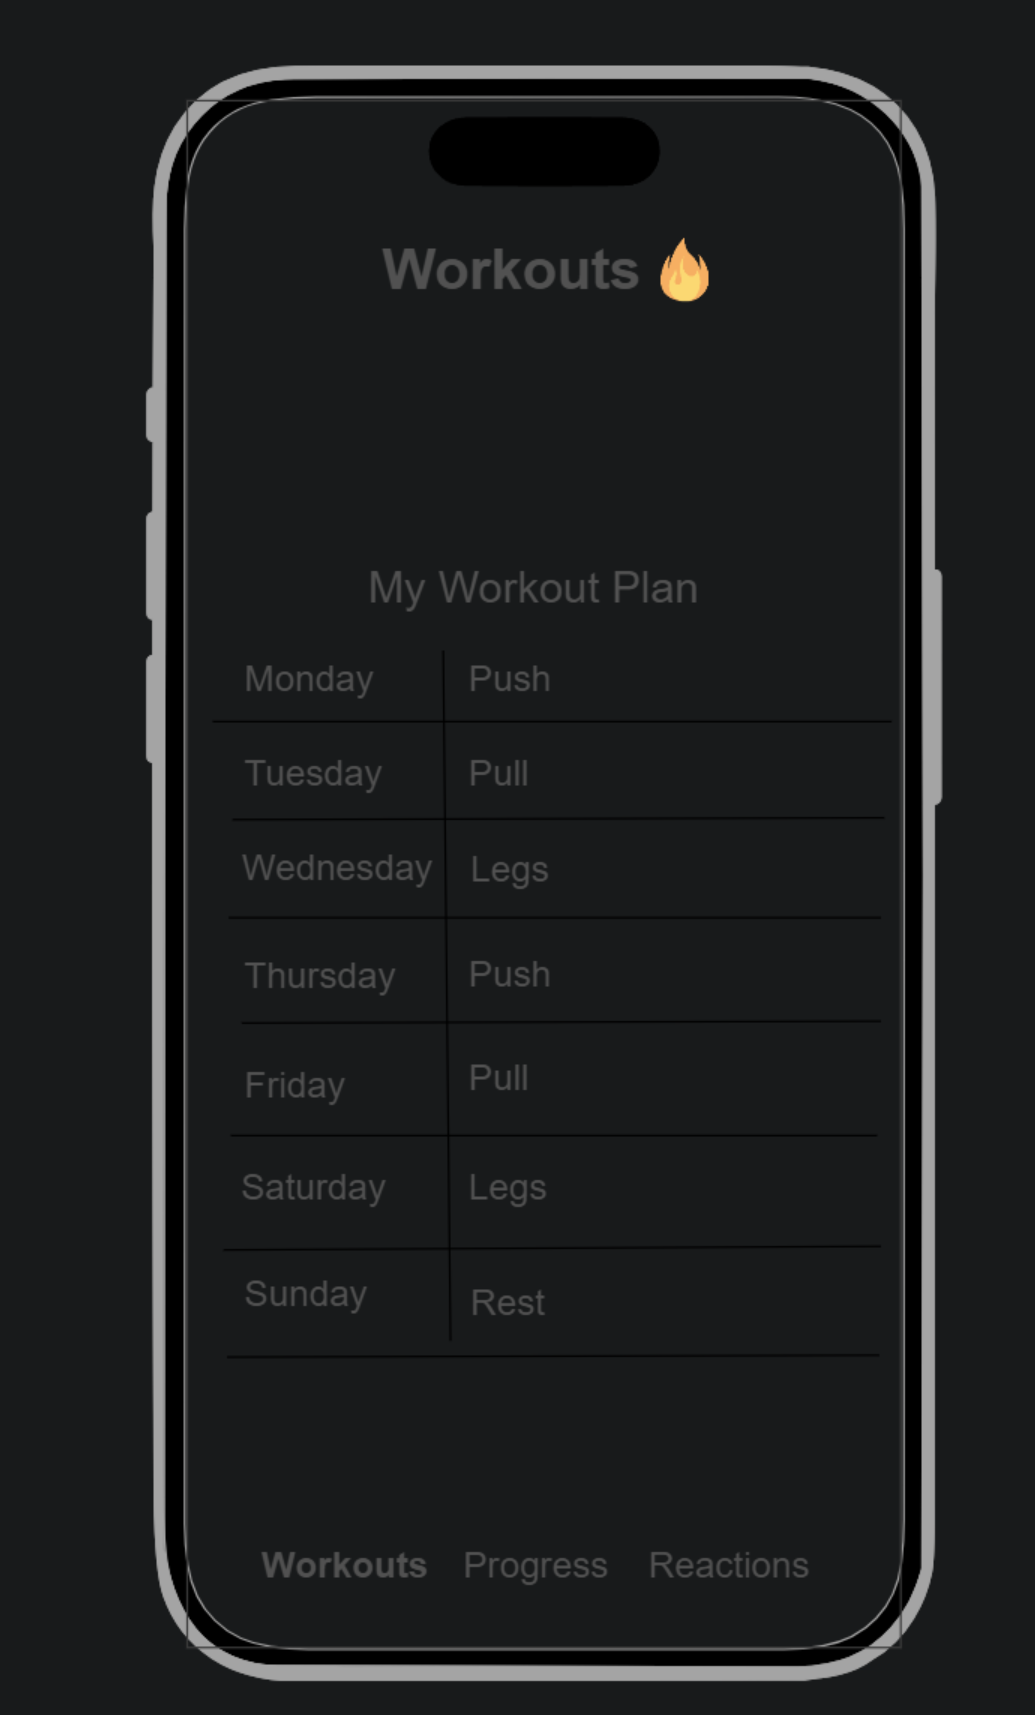 Workouts 🔥
My Workout Plan
Monday Push
Tuesday Pull
Wednesday Legs
Thursday Push
Friday Pull
Saturday Legs
Sunday Rest
Workouts Progress Reactions